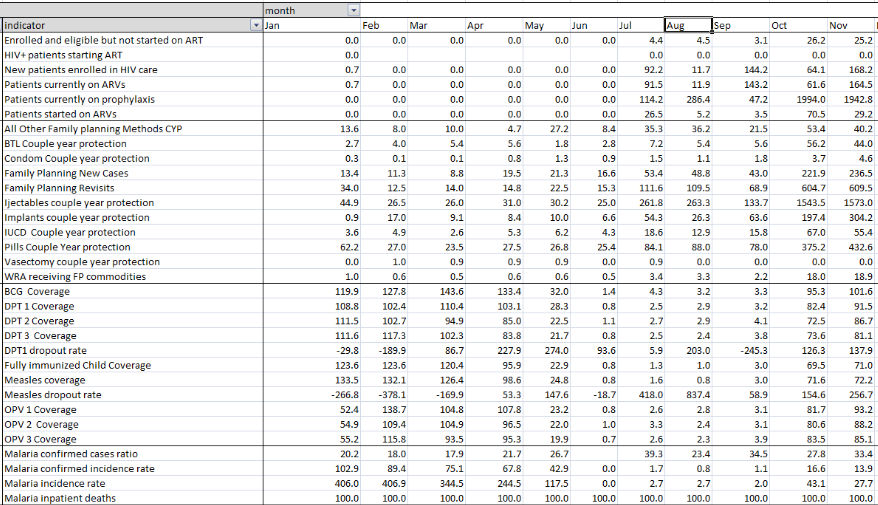 month
indicator Jan Feb Mar Apr May Jun Jul Aug Sep Oct Nov
Enrolled and eligible but not started on ART 0.0 0.0 0.0 0.0 0.0 0.0 4.4 4.5 3.1 26.2 25.2
HIV+ patients starting ART 0.0 0.0 0.0 0.0 0.0 0.0
New patients enrolled in HIV care 0.7 0.0 0.0 0.0 0.0 0.0 92.2 11.7 144.2 64.1 168.2
Patients currently on ARVs 0.7 0.0 0.0 0.0 0.0 0.0 91.5 11.9 143.2 61.6 164.5
Patients currently on prophylaxis 0.0 0.0 0.0 0.0 0.0 0.0 114.2 286.4 47.2 1994.0 1942.8
Patients started on ARVs 0.0 0.0 0.0 0.0 0.0 0.0 26.5 5.2 3.5 70.5 29.2
All Other Family planning Methods CYP 13.6 8.0 10.0 4.7 27.2 8.4 35.3 36.2 21.5 53.4 40.2
BTL Couple year protection 2.7 4.0 5.4 5.6 1.8 2.8 7.2 5.4 5.6 56.2 44.0
Condom Couple year protection 0.3 0.1 0.1 0.8 1.3 0.9 1.5 1.1 1.8 3.7 4.6
Family Planning New Cases 13.4 11.3 8.8 19.5 21.3 16.6 53.4 48.8 43.0 221.9 236.5
Family Planning Revisits 34.0 12.5 14.0 14.8 22.5 15.3 111.6 109.5 68.9 604.7 609.5
Ijectables couple year protection 44.9 26.5 26.0 31.0 30.2 25.0 261.8 263.3 133.7 1543.5 1573.0
Implants couple year protection 0.9 17.0 9.1 8.4 10.0 6.6 54.3 26.3 63.6 197.4 304.2
IUCD Couple year protection 3.6 4.9 2.6 5.3 6.2 4.3 18.6 12.9 15.8 67.0 55.4
Pills Couple Year protection 62.2 27.0 23.5 27.5 26.8 25.4 84.1 88.0 78.0 375.2 432.6
Vasectomy couple year protection 0.0 1.0 0.9 0.9 0.9 0.0 0.9 0.0 0.0 0.0 0.0
WRA receiving FP commodities 1.0 0.6 0.5 0.6 0.6 0.5 3.4 3.3 2.2 18.0 18.9
BCG Coverage 119.9 127.8 143.6 133.4 32.0 1.4 4.3 3.2 3.3 95.3 101.6
DPT 1 Coverage 108.8 102.4 110.4 103.1 28.3 0.8 2.5 2.9 3.2 82.4 91.5
DPT 2 Coverage 111.5 102.7 94.9 85.0 22.5 1.1 2.7 2.9 4.1 72.5 86.7
DPT 3 Coverage 111.6 117.3 102.3 83.8 21.7 0.8 2.5 2.4 3.8 73.6 81.1
DPT1 dropout rate -29.8 -189.9 86.7 227.9 274.0 93.6 5.9 203.0 -245.3 126.3 137.9
Fully immunized Child Coverage 123.6 123.6 120.4 95.9 22.9 0.8 1.3 1.0 3.0 69.5 71.0
Measles coverage 133.5 132.1 126.4 98.6 24.8 0.8 1.6 0.8 3.0 71.6 72.2
Measles dropout rate -266.8 -378.1 -169.9 53.3 147.6 -18.7 418.0 837.4 58.9 154.6 256.7
OPV 1 Coverage 52.4 138.7 104.8 107.8 23.2 0.8 2.6 2.8 3.1 81.7 93.2
OPV 2 Coverage 54.9 109.4 104.9 96.5 22.0 1.0 3.3 2.4 3.1 80.6 88.2
OPV 3 Coverage 55.2 115.8 93.5 95.3 19.9 0.7 2.6 2.3 3.9 83.5 85.1
Malaria confirmed cases ratio 20.2 18.0 17.9 21.7 26.7 39.3 23.4 34.5 27.8 33.4
Malaria confirmed incidence rate 102.9 89.4 75.1 67.8 42.9 0.0 1.7 0.8 1.1 16.6 13.9
Malaria incidence rate 406.0 406.9 344.5 244.5 117.5 0.0 2.7 2.7 2.0 43.1 27.7
Malaria inpatient deaths 100.0 100.0 100.0 100.0 100.0 100.0 100.0 100.0 100.0 100.0 100.0